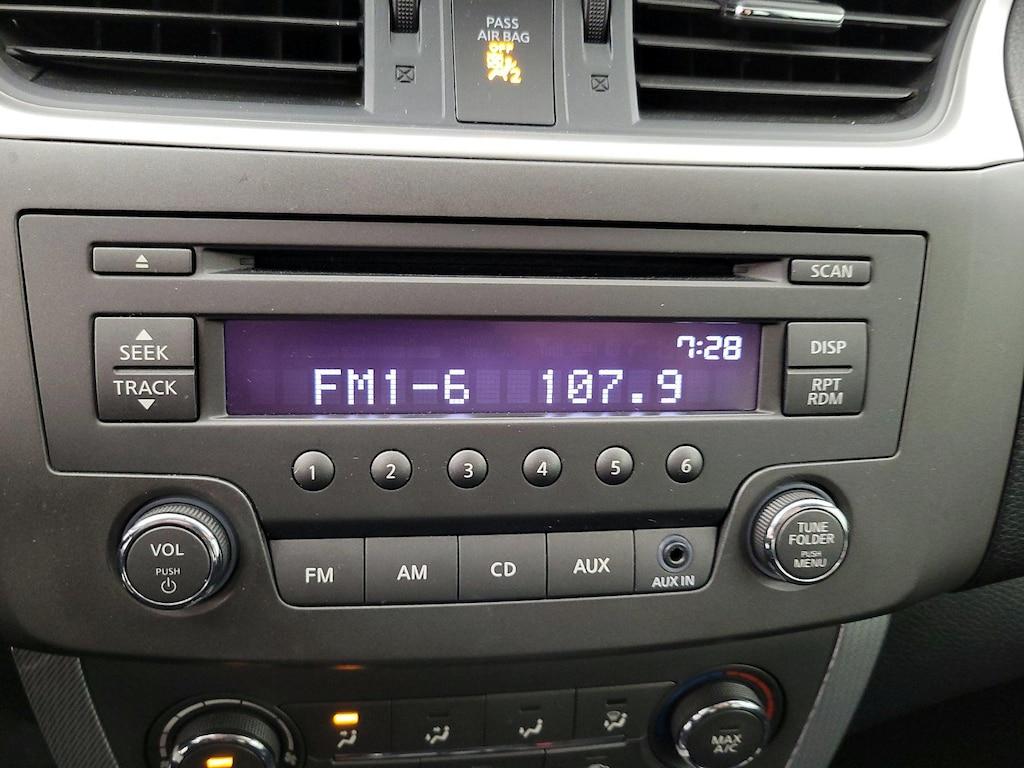 PASS
AIR BAG
OFF
2
SCAN
SEEK
TRACK
7:28
FM1-6 107.9
DISP
RPT
RDM
1 2 3 4 5 6
VOL
PUSH
FM AM CD AUX
AUX IN
TUNE
FOLDER
PUSH
MENU
MAX
A/C